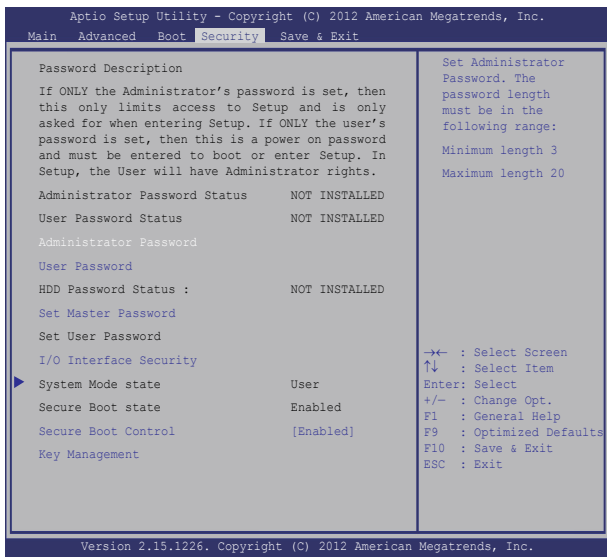 Aptio Setup Utility - Copyright (C) 2012 American Megatrends, Inc.
Main Advanced Boot Security Save & Exit
Password Description
If ONLY the Administrator's password is set, then
this only limits access to Setup and is only
asked for when entering Setup. If ONLY the user's
password is set, then this is a power on password
and must be entered to boot or enter Setup. In
Setup, the User will have Administrator rights.
Administrator Password Status NOT INSTALLED
User Password Status NOT INSTALLED
Administrator Password
User Password
HDD Password Status : NOT INSTALLED
Set Master Password
Set User Password
I/O Interface Security
System Mode state User
Secure Boot state Enabled
Secure Boot Control [Enabled]
Key Management
Set Administrator
Password. The
password length
must be in the
following range:
Minimum length 3
Maximum length 20
→← : Select Screen
↑↓ : Select Item
Enter: Select
+/— : Change Opt.
F1 : General Help
F9 : Optimized Defaults
F10 : Save & Exit
ESC : Exit
Version 2.15.1226. Copyright (C) 2012 American Megatrends, Inc.